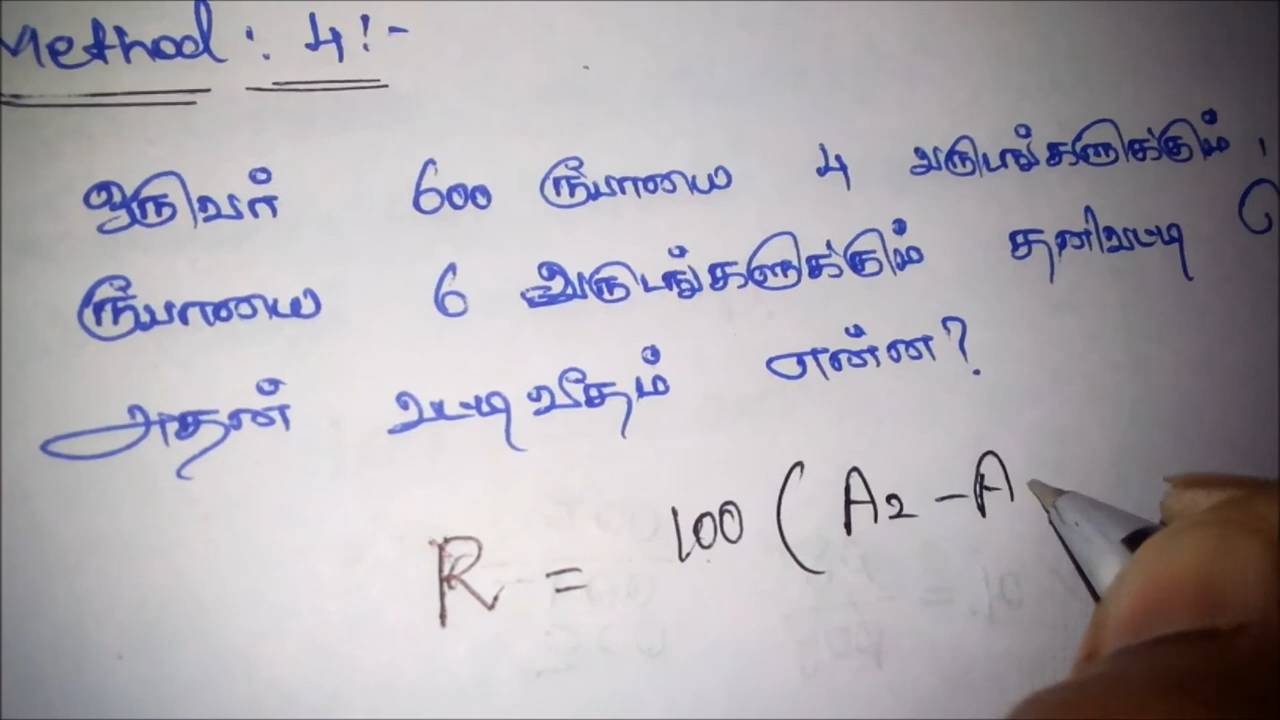 Method : 4 :-
ஒருவர் 600 ரூபாயை 4 வருடங்களுக்கும்,
ரூபாயை 6 வருடங்களுக்கும் தனிவட்டி
அதன் வட்டி வீதம் என்ன?
R = 100 ( A2 - A